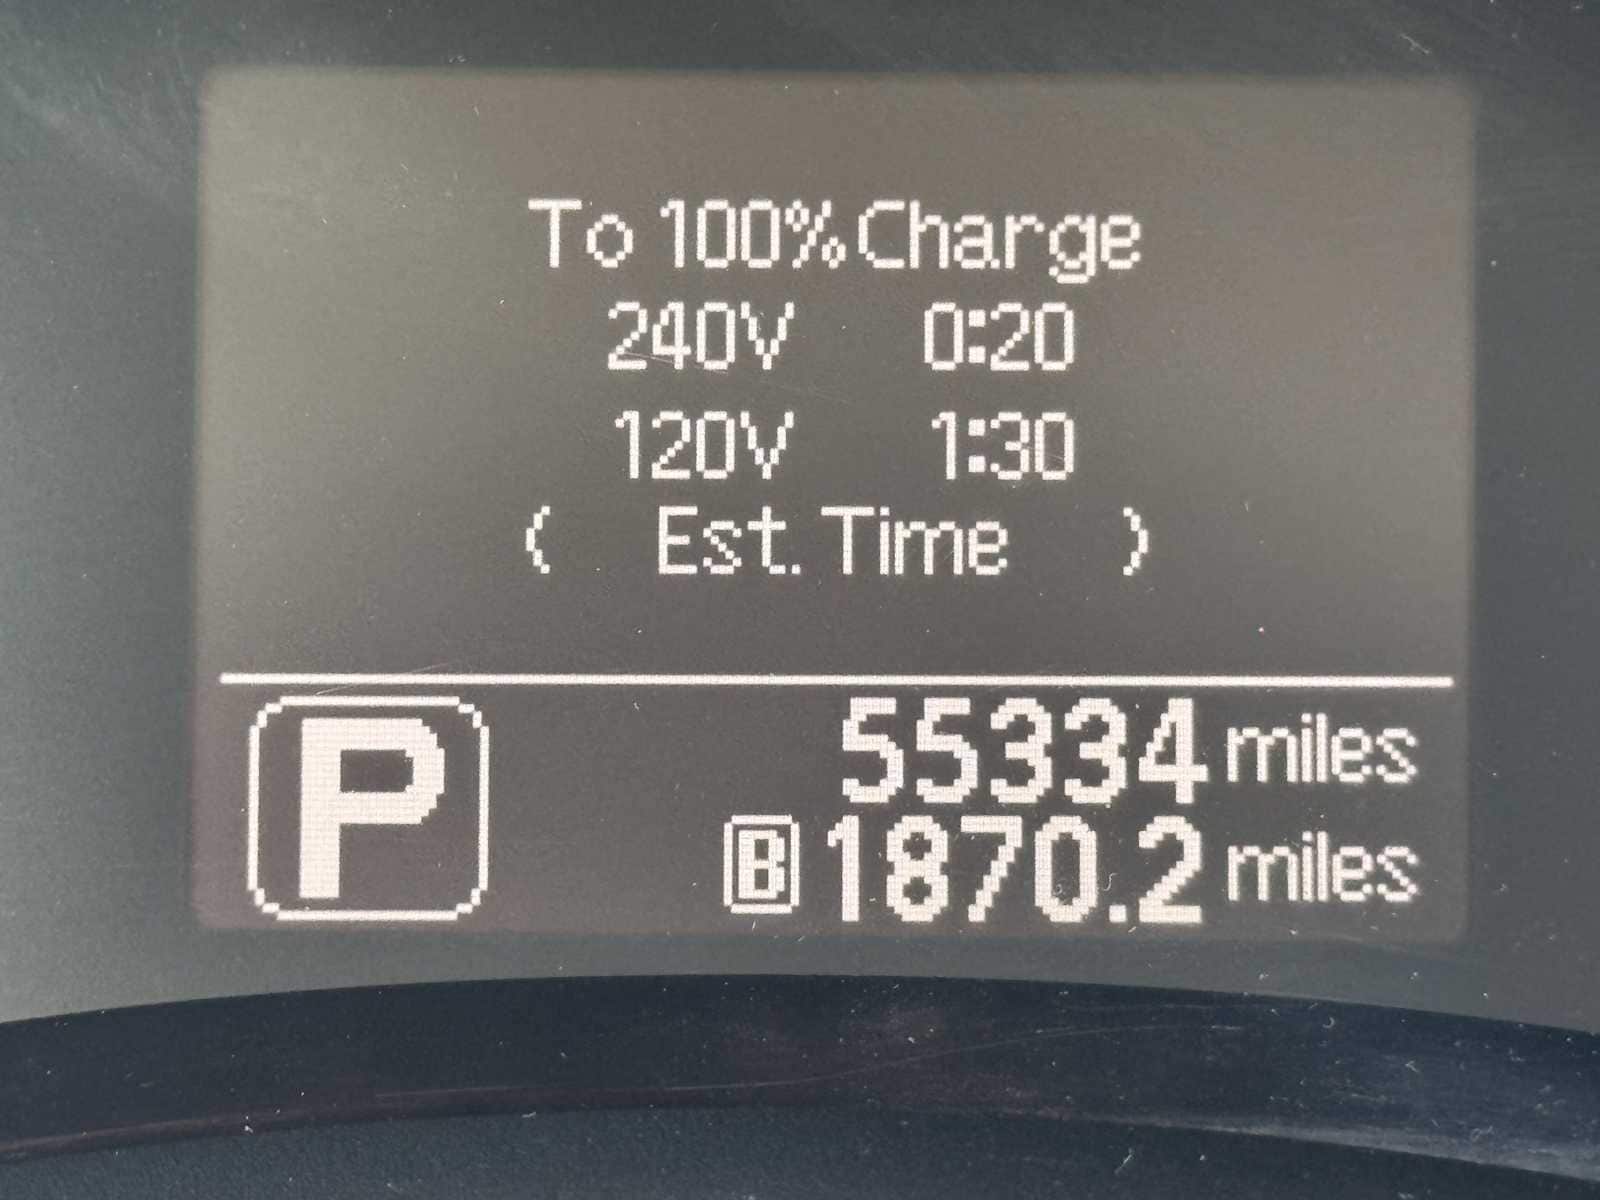 To 100% Charge
240V 0:20
120V 1:30
( Est. Time )
P 55334 miles
B 1870.2 miles